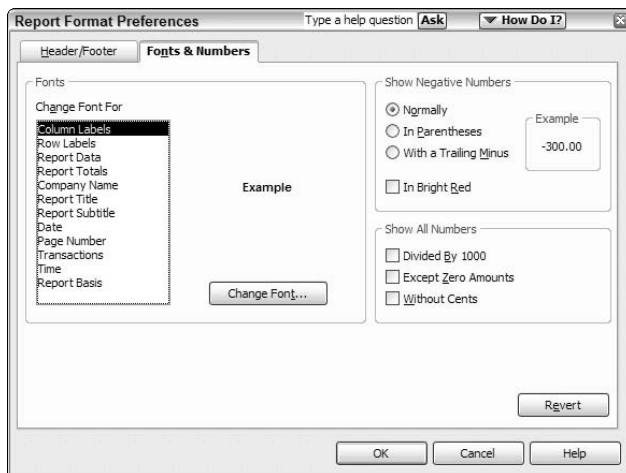 Report Format Preferences
Type a help question Ask
How Do I?
Header/Footer
Fonts & Numbers
Fonts
Change Font For
Column Labels
Row Labels
Report Data
Report Totals
Company Name
Report Title
Report Subtitle
Date
Page Number
Transactions
Time
Report Basis
Example
Change Font...
Show Negative Numbers
Normally
In Parentheses
With a Trailing Minus
Example
-300.00
In Bright Red
Show All Numbers
Divided By 1000
Except Zero Amounts
Without Cents
Revert
OK
Cancel
Help